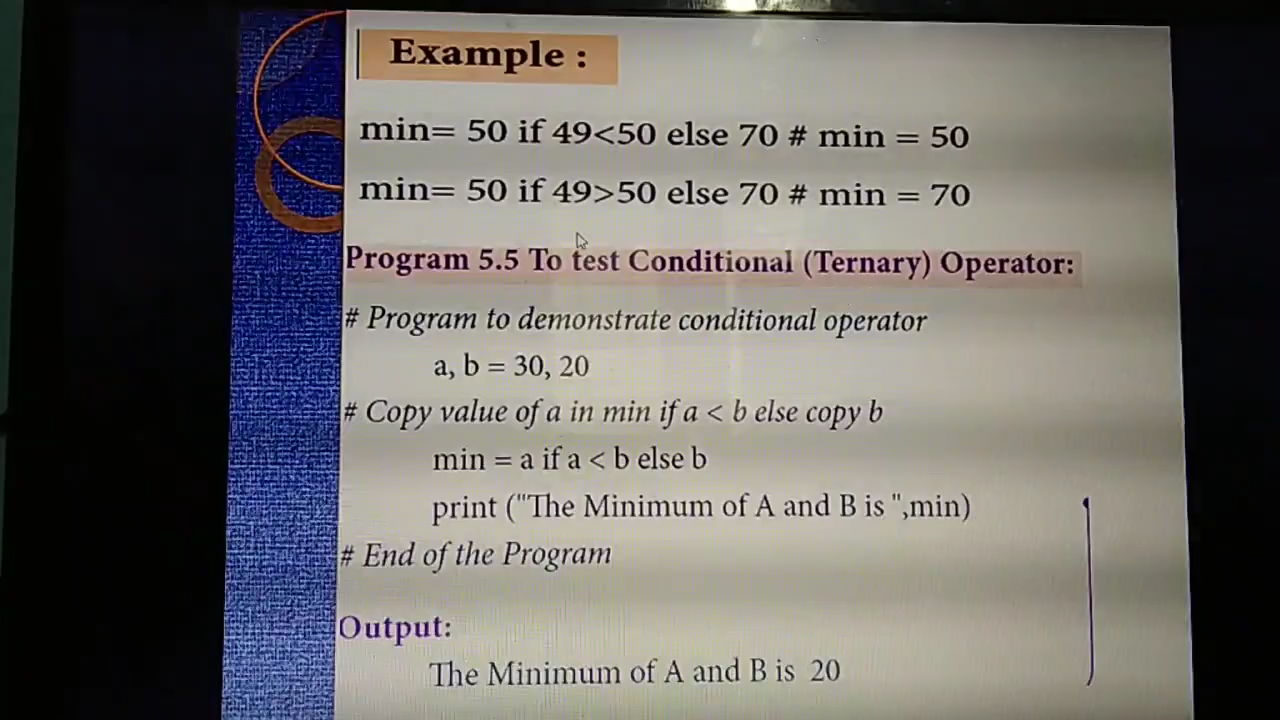 Example :
min= 50 if 49<50 else 70 # min = 50
min= 50 if 49>50 else 70 # min = 70
Program 5.5 To test Conditional (Ternary) Operator:
# Program to demonstrate conditional operator
a, b = 30, 20
# Copy value of a in min if a < b else copy b
min = a if a < b else b
print ("The Minimum of A and B is ",min)
# End of the Program
Output:
The Minimum of A and B is 20